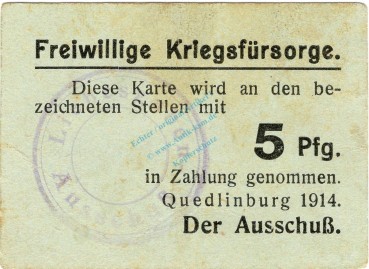 Freiwillige Kriegsfürsorge.
Diese Karte wird an den be-
zeichneten Stellen mit
5 Pfg.
in Zahlung genommen.
Quedlinburg 1914.
Der Ausschuß.